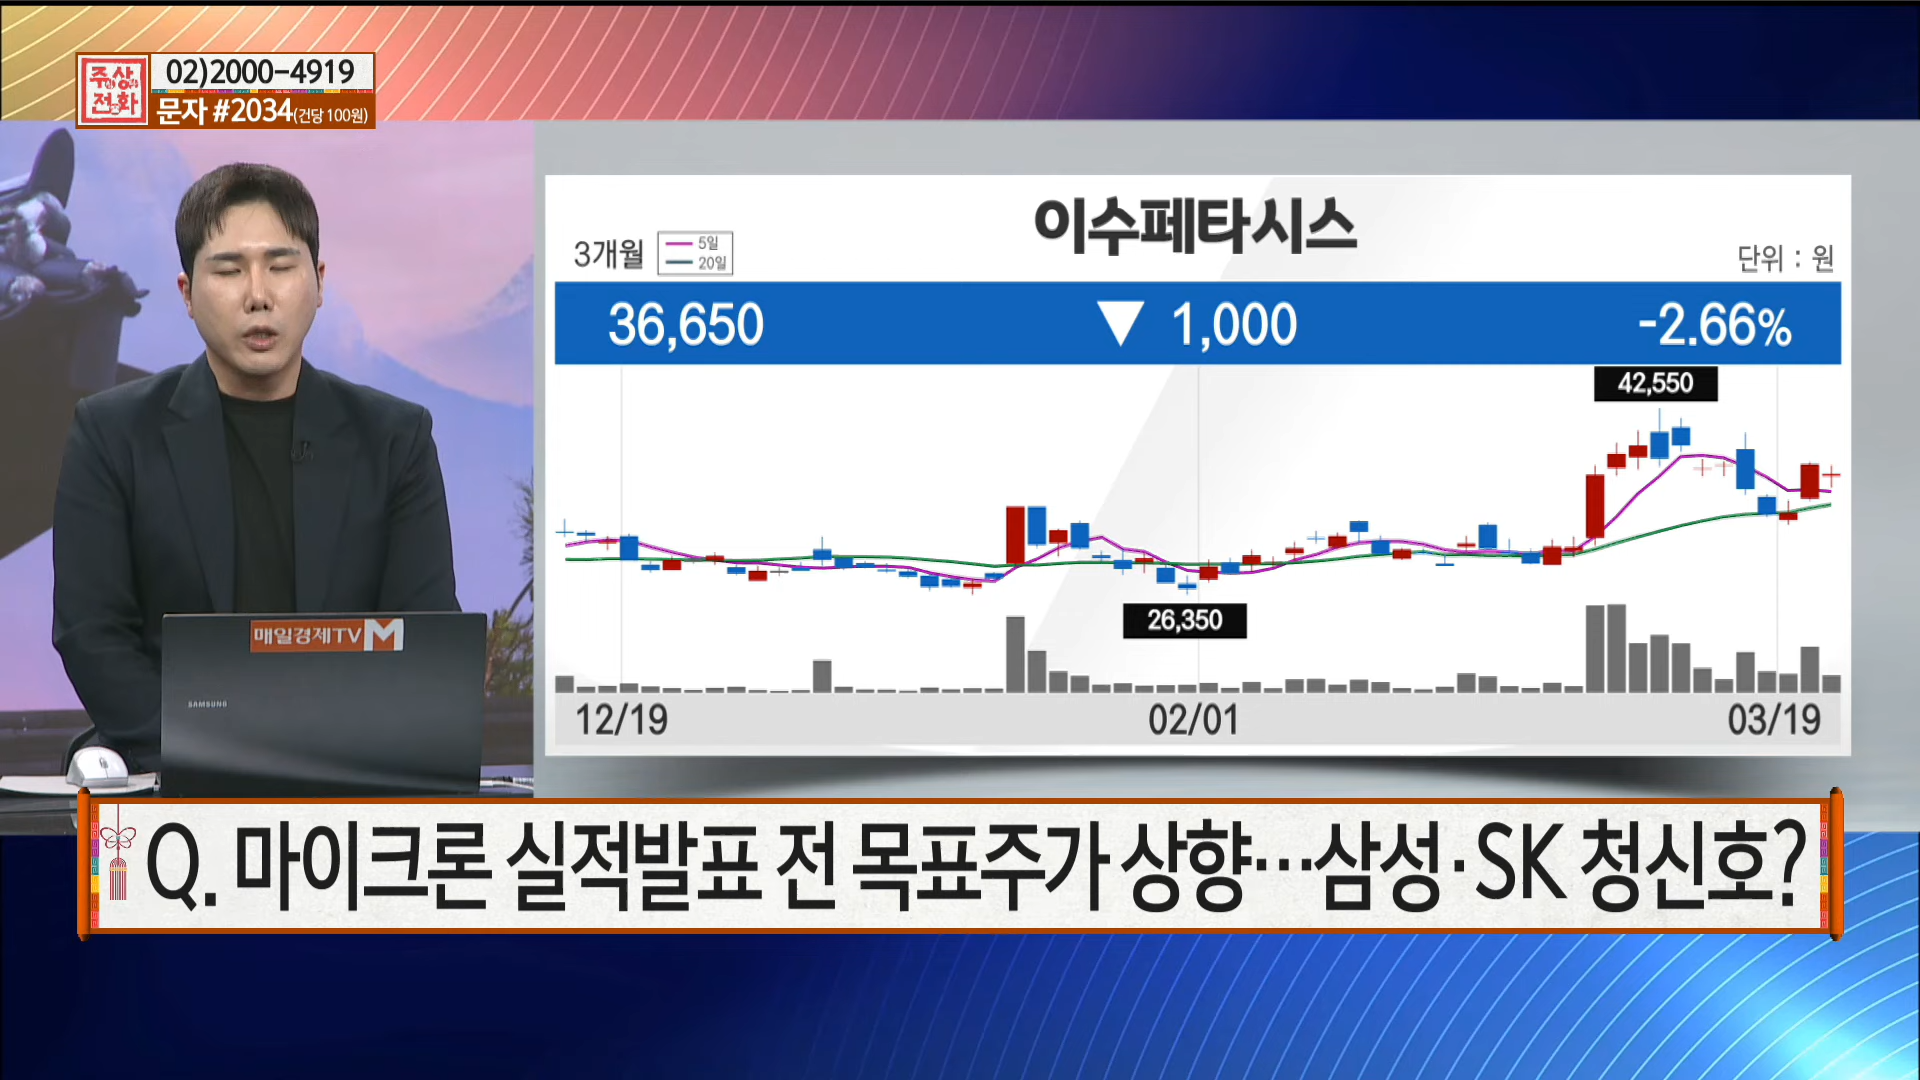 주상전화
02)2000-4919
문자 #2034(건당 100원)
이수페타시스
3개월
5일
20일
단위 : 원
36,650 ▼ 1,000 -2.66%
42,550
26,350
12/19 02/01 03/19
매일경제TV M
SAMSUNG
Q. 마이크론 실적발표 전 목표주가 상향…삼성·SK 청신호?